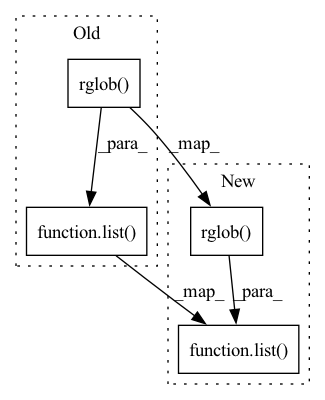 Old
rglob()
_para_
_map_
New
function.list()
rglob()
_map_
_para_
function.list()